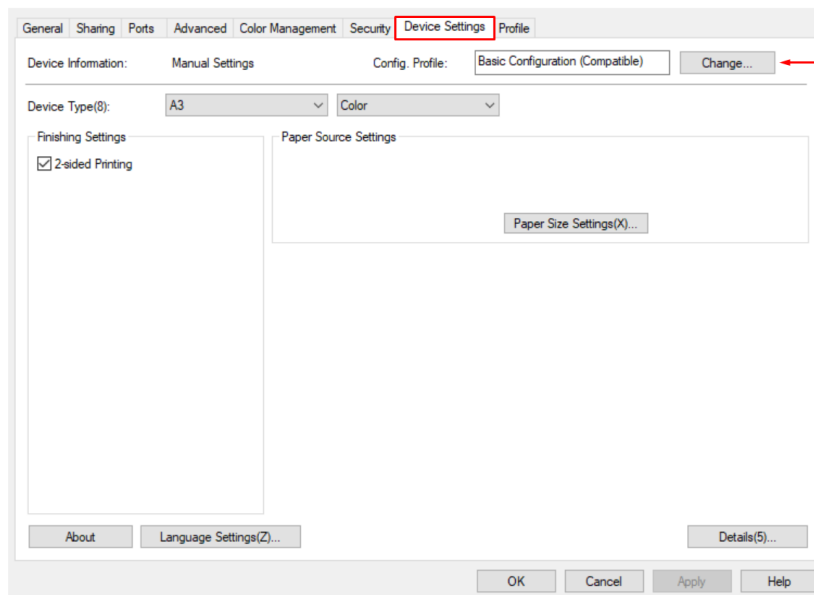 General Sharing Ports Advanced Color Management Security Device Settings Profile
Device Information: Manual Settings Config. Profile: Basic Configuration (Compatible) Change...
Device Type(8): A3 Color
Finishing Settings Paper Source Settings
2-sided Printing
Paper Size Settings(X)...
About Language Settings(Z)... Details(5)...
OK Cancel Apply Help